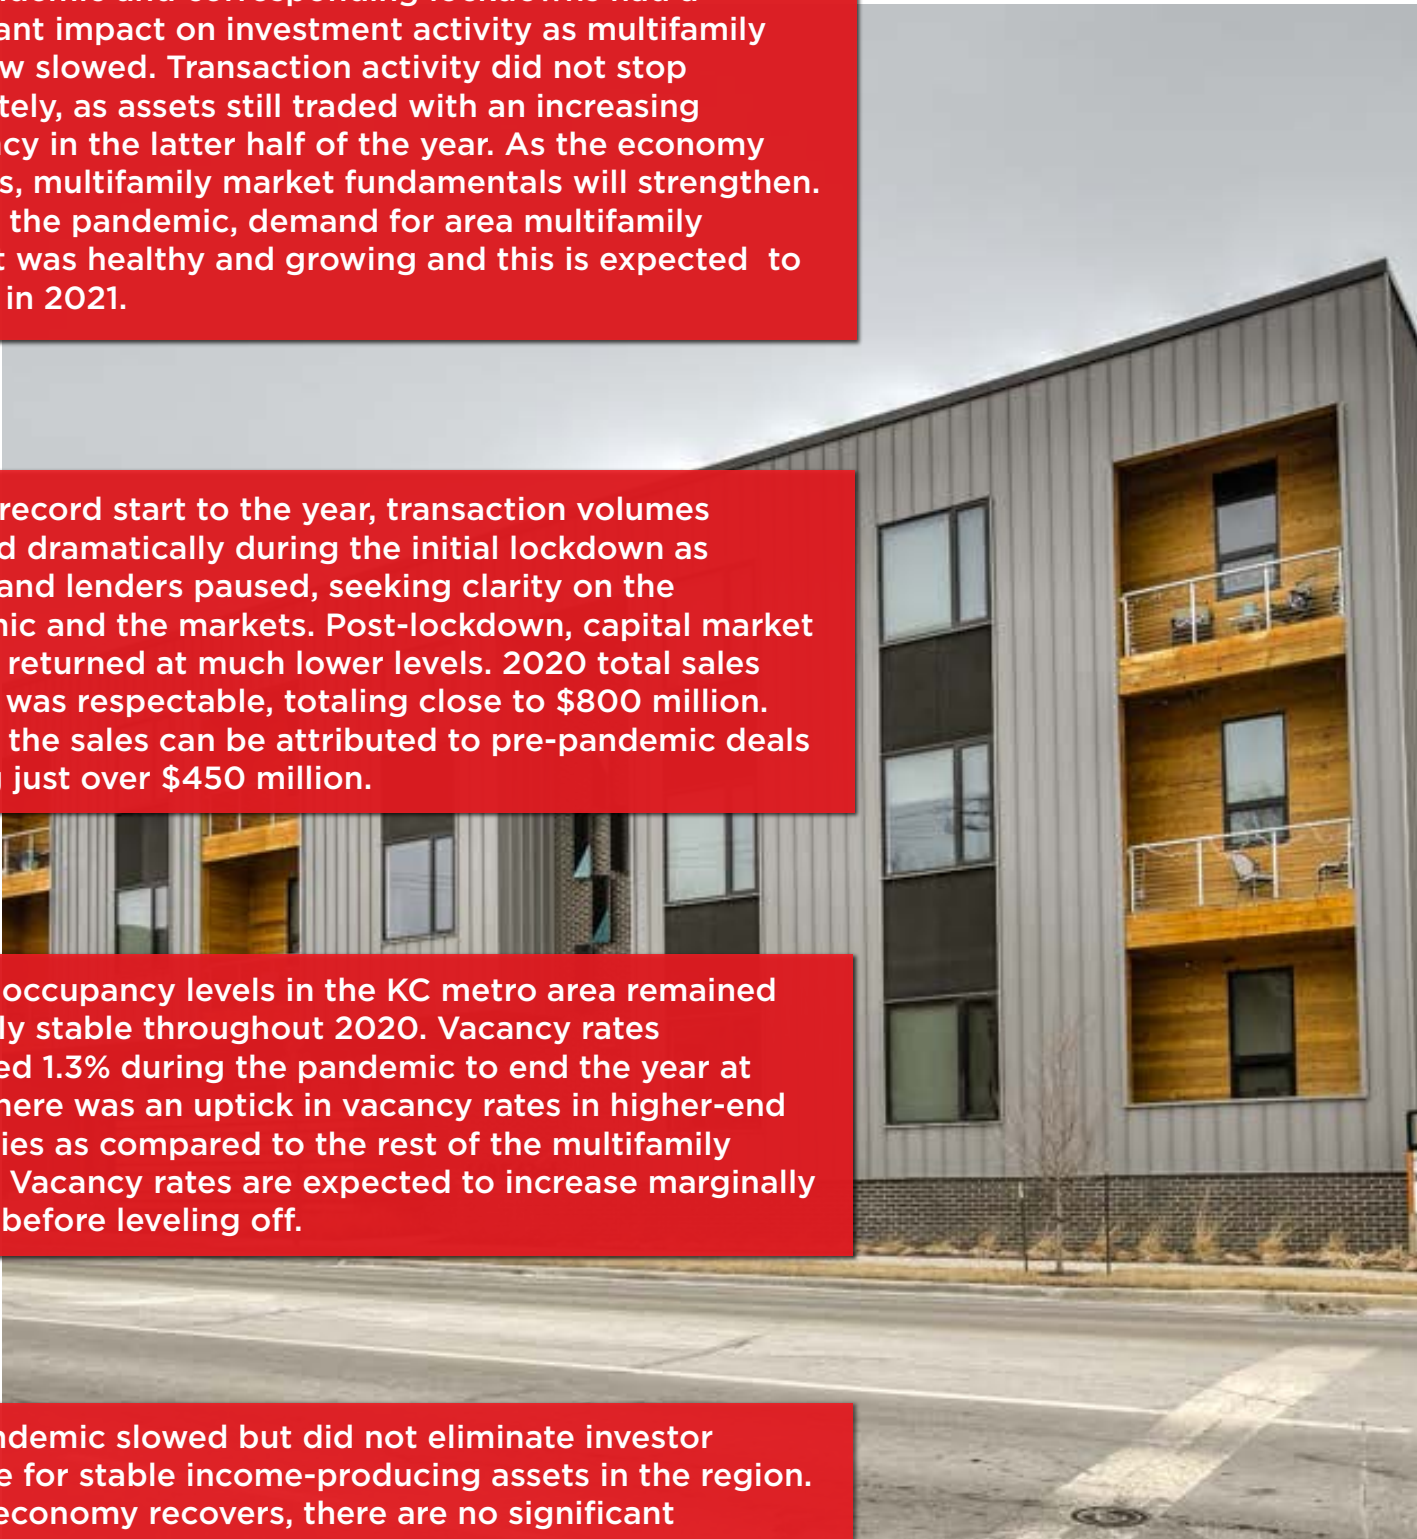 ant impact on investment activity as multifamily
w slowed. Transaction activity did not stop
tely, as assets still traded with an increasing
cy in the latter half of the year. As the economy
s, multifamily market fundamentals will strengthen.
the pandemic, demand for area multifamily
t was healthy and growing and this is expected to
in 2021.
record start to the year, transaction volumes
d dramatically during the initial lockdown as
and lenders paused, seeking clarity on the
nic and the markets. Post-lockdown, capital market
returned at much lower levels. 2020 total sales
was respectable, totaling close to $800 million.
the sales can be attributed to pre-pandemic deals
just over $450 million.
occupancy levels in the KC metro area remained
ly stable throughout 2020. Vacancy rates
ed 1.3% during the pandemic to end the year at
here was an uptick in vacancy rates in higher-end
ies as compared to the rest of the multifamily
Vacancy rates are expected to increase marginally
before leveling off.
ndemic slowed but did not eliminate investor
e for stable income-producing assets in the region.
economy recovers, there are no significant